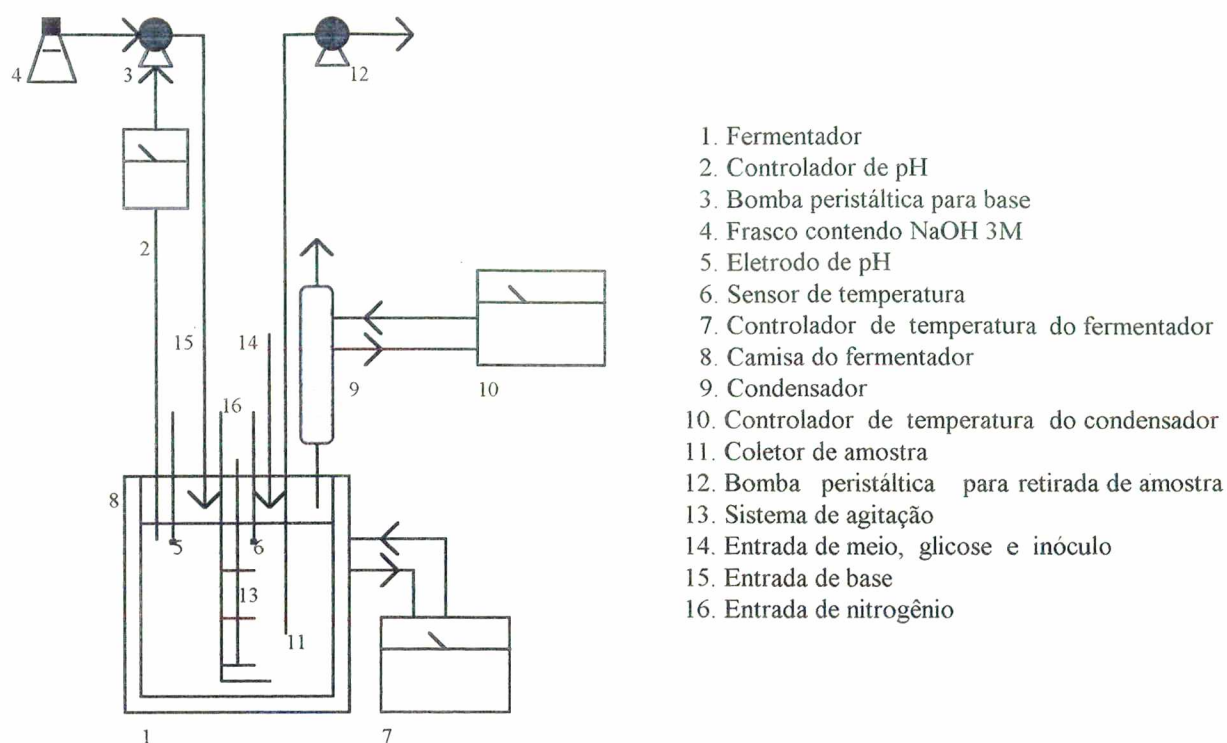 4
3
12
2
15
14
16
9
10
8
5
6
13
11
1
7
1. Fermentador
2. Controlador de pH
3. Bomba peristáltica para base
4. Frasco contendo NaOH 3M
5. Eletrodo de pH
6. Sensor de temperatura
7. Controlador de temperatura do fermentador
8. Camisa do fermentador
9. Condensador
10. Controlador de temperatura do condensador
11. Coletor de amostra
12. Bomba peristáltica para retirada de amostra
13. Sistema de agitação
14. Entrada de meio, glicose e inóculo
15. Entrada de base
16. Entrada de nitrogênio